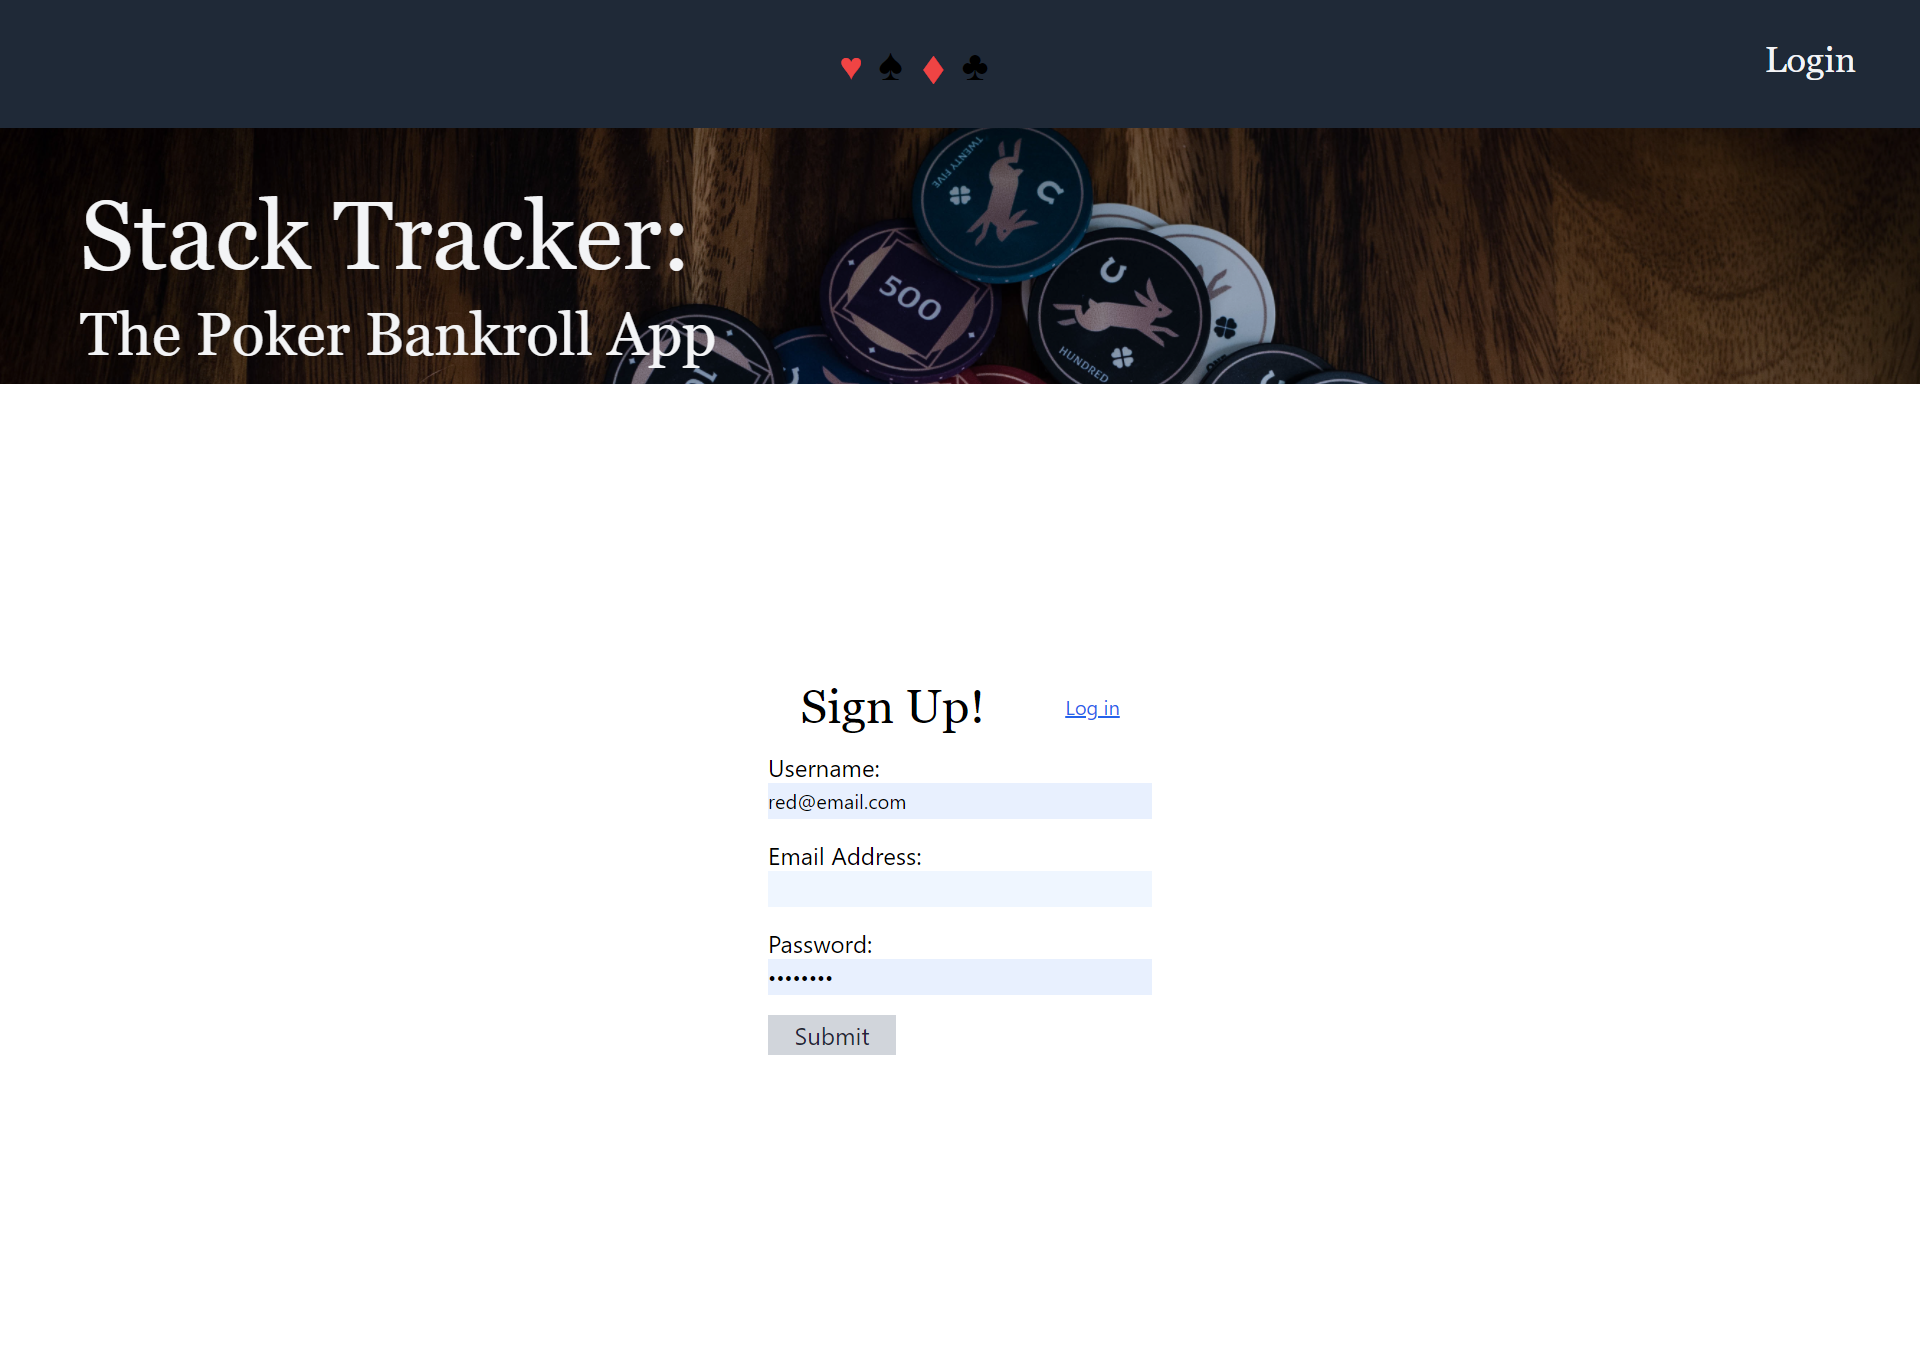 ♥ ♠ ♦ ♣
Login
Stack Tracker:
The Poker Bankroll App
TWENTY FIVE
500
HUNDRED
10
Sign Up!
Log in
Username:
red@email.com
Email Address:
Password:
••••••••
Submit